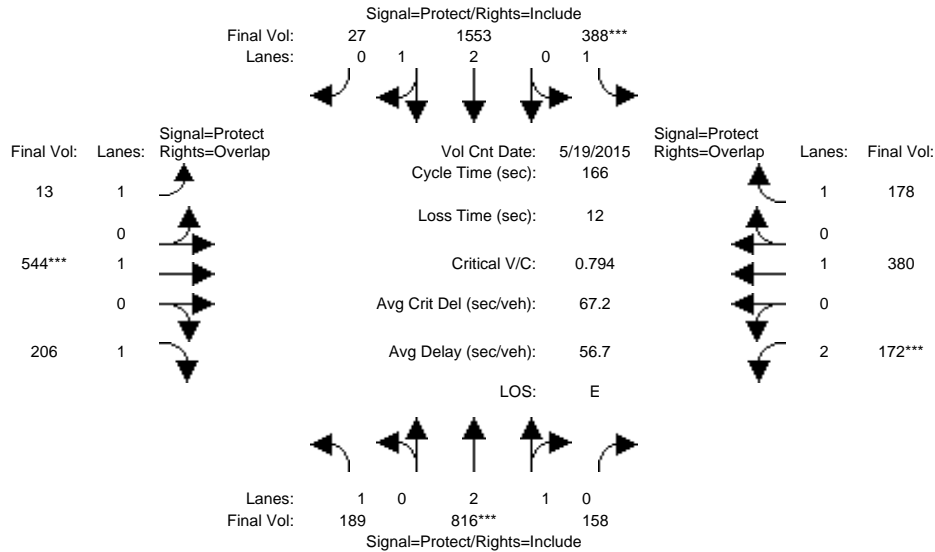 Signal=Protect/Rights=Include
Final Vol: 27 1553 388***
Lanes: 0 1 2 0 1
Signal=Protect
Final Vol: Lanes: Rights=Overlap
Vol Cnt Date: 5/19/2015
Signal=Protect
Rights=Overlap Lanes: Final Vol:
Cycle Time (sec): 166
13 1
1 178
Loss Time (sec): 12
0
0
544*** 1
Critical V/C: 0.794
1 380
0
Avg Crit Del (sec/veh): 67.2
0
206 1
Avg Delay (sec/veh): 56.7
2 172***
LOS: E
Lanes: 1 0 2 1 0
Final Vol: 189 816*** 158
Signal=Protect/Rights=Include